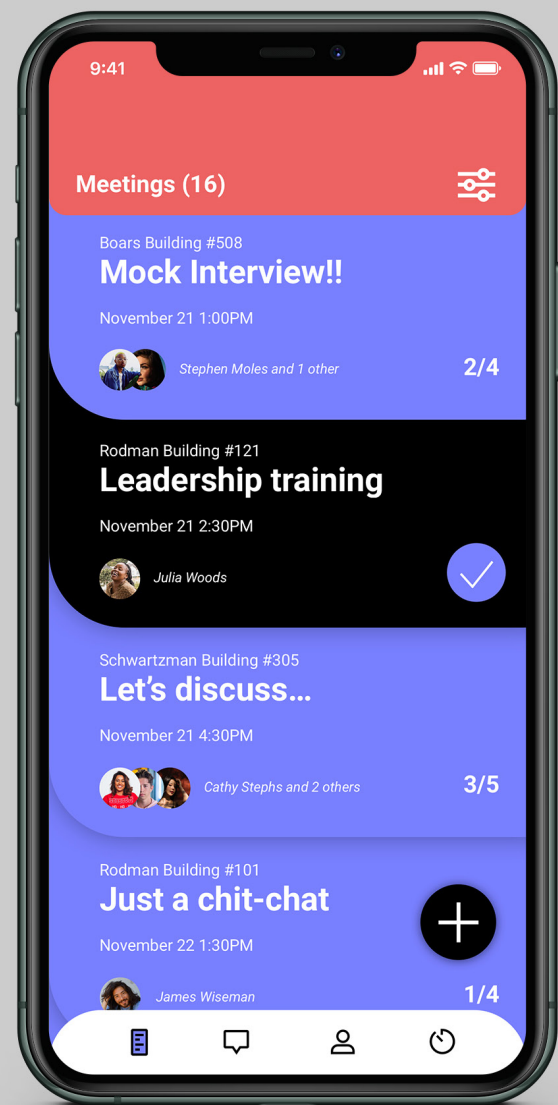 9:41
Meetings (16)
Boars Building #508
Mock Interview!!
November 21 1:00PM
Stephen Moles and 1 other
2/4
Rodman Building #121
Leadership training
November 21 2:30PM
Julia Woods
Schwartzman Building #305
Let’s discuss...
November 21 4:30PM
Cathy Stephs and 2 others
3/5
Rodman Building #101
Just a chit-chat
November 22 1:30PM
James Wiseman
1/4